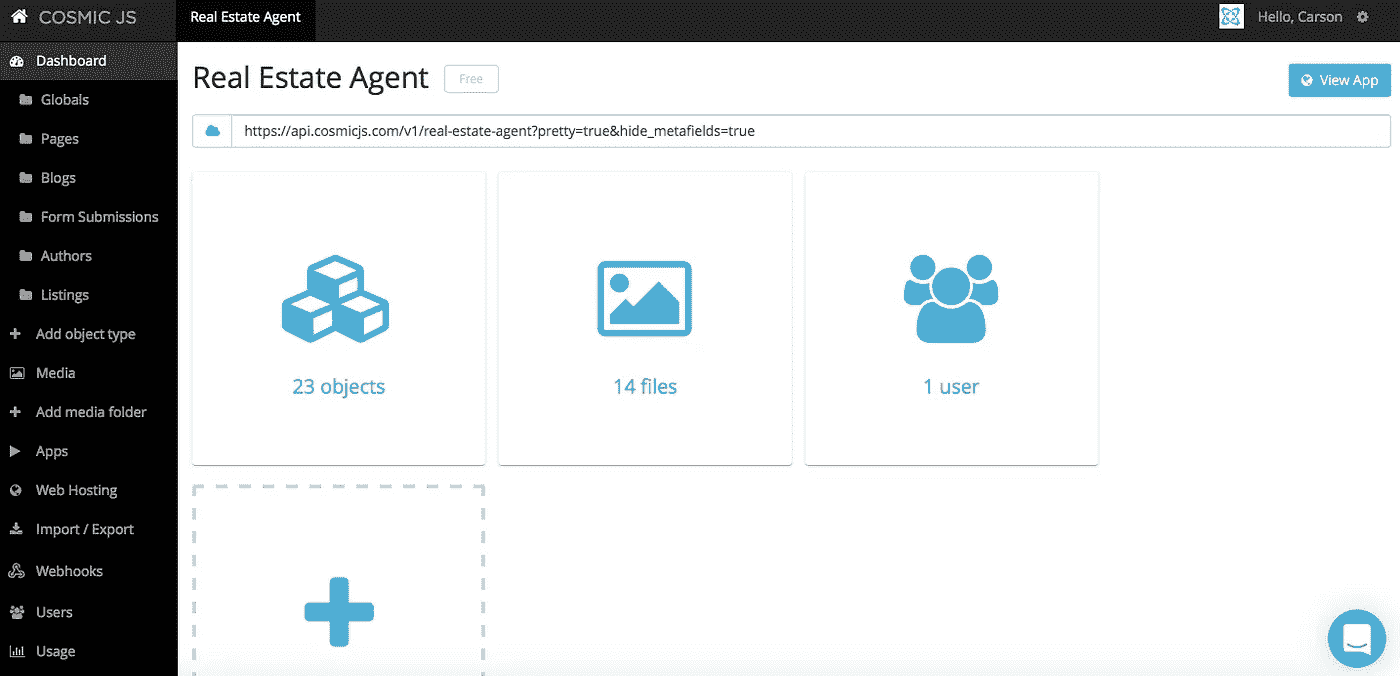 COSMIC JS
Real Estate Agent
Hello, Carson
Dashboard
Globals
Pages
Blogs
Form Submissions
Authors
Listings
Add object type
Media
Add media folder
Apps
Web Hosting
Import / Export
Webhooks
Users
Usage
Real Estate Agent
Free
View App
https://api.cosmicjs.com/v1/real-estate-agent?pretty=true&hide_metafields=true
23 objects
14 files
1 user